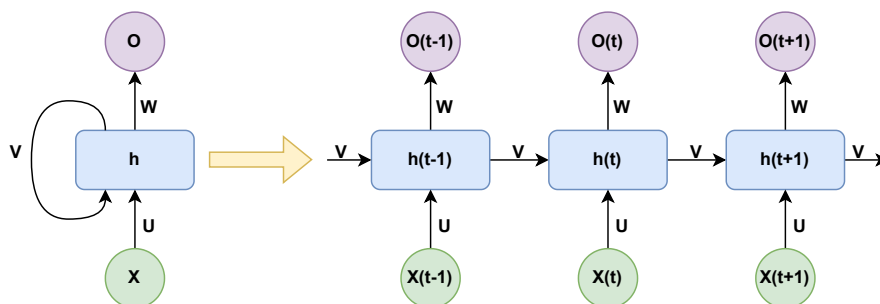 O
O(t-1)
O(t)
O(t+1)
W
W
W
W
V
h
V
h(t-1)
V
h(t)
V
h(t+1)
V
U
U
U
U
X
X(t-1)
X(t)
X(t+1)